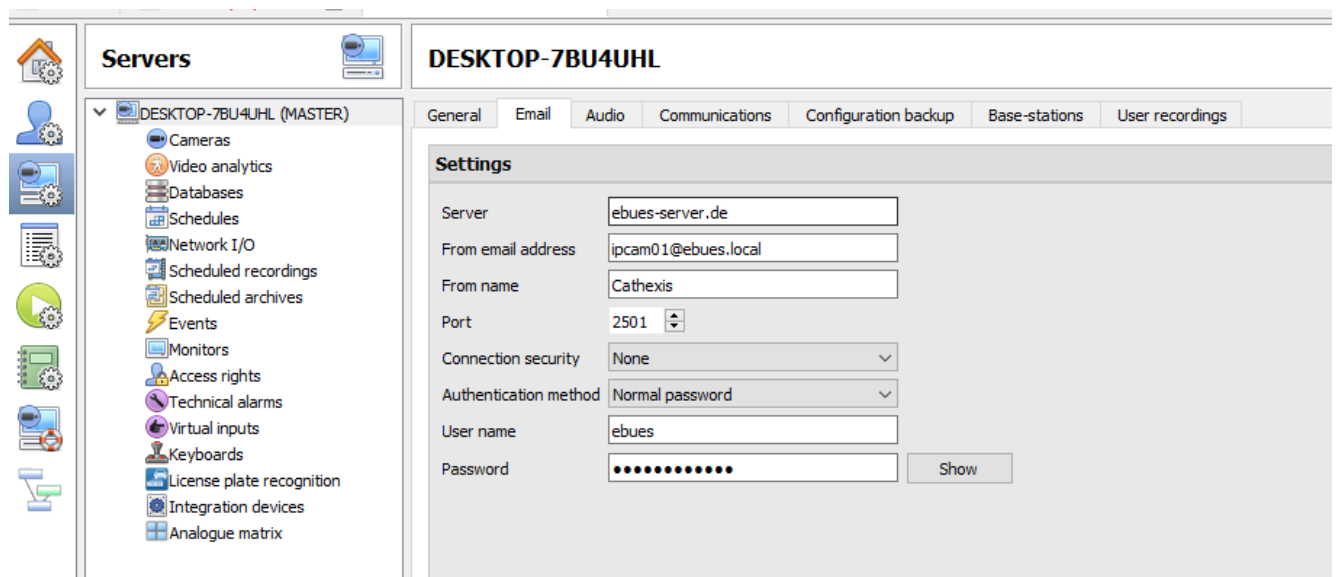 Servers
DESKTOP-7BU4UHL (MASTER)
Cameras
Video analytics
Databases
Schedules
Network I/O
Scheduled recordings
Scheduled archives
Events
Monitors
Access rights
Technical alarms
Virtual inputs
Keyboards
License plate recognition
Integration devices
Analogue matrix
DESKTOP-7BU4UHL
General Email Audio Communications Configuration backup Base-stations User recordings
Settings
Server ebues-server.de
From email address ipcam01@ebues.local
From name Cathexis
Port 2501
Connection security None
Authentication method Normal password
User name ebues
Password ●●●●●●●●●●●● Show